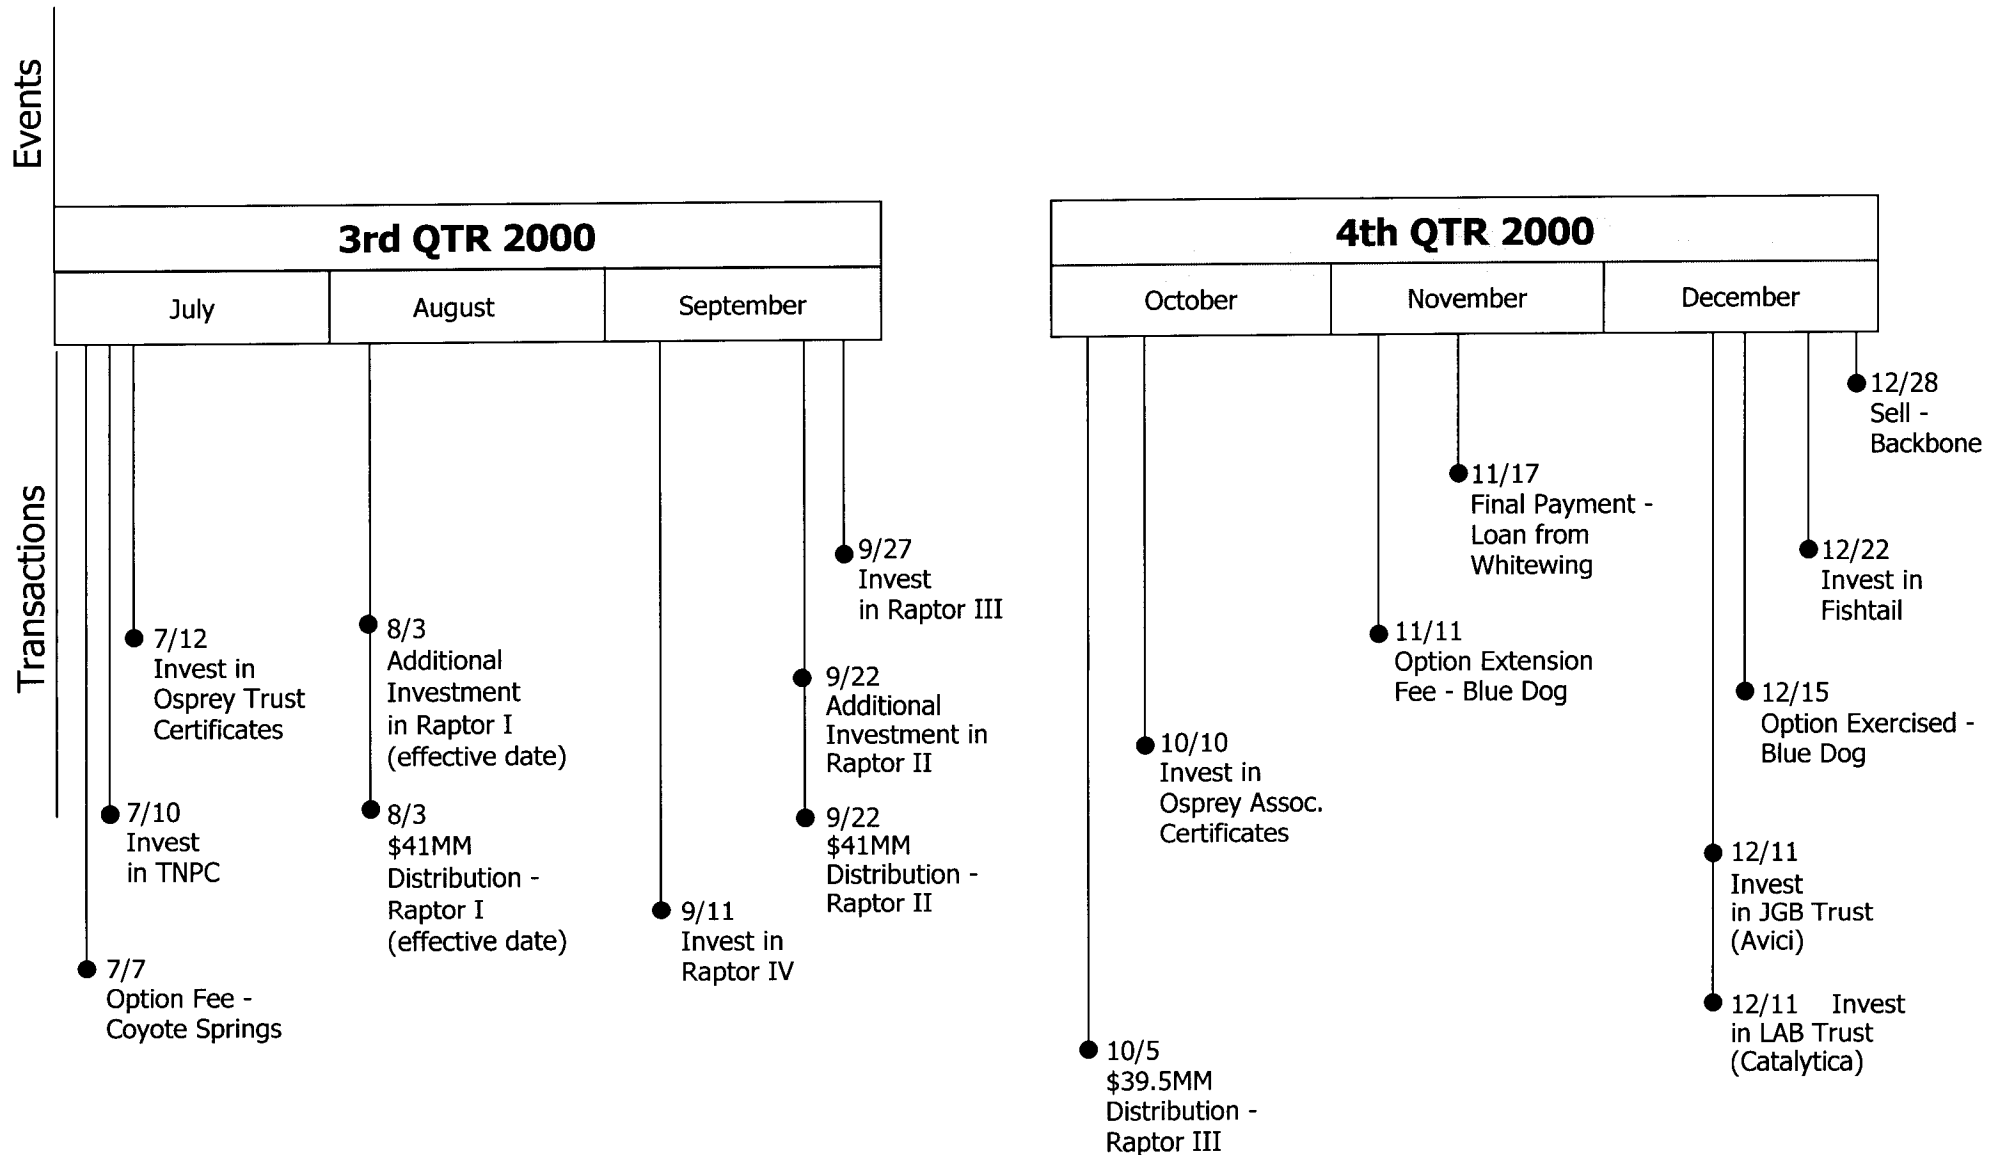 Events
Transactions
3rd QTR 2000
July
August
September
7/12
Invest in
Osprey Trust
Certificates
7/10
Invest
in TNPC
7/7
Option Fee -
Coyote Springs
8/3
Additional
Investment
in Raptor I
(effective date)
8/3
$41MM
Distribution -
Raptor I
(effective date)
9/11
Invest in
Raptor IV
9/27
Invest
in Raptor III
9/22
Additional
Investment in
Raptor II
9/22
$41MM
Distribution -
Raptor II
4th QTR 2000
October
November
December
10/10
Invest in
Osprey Assoc.
Certificates
10/5
$39.5MM
Distribution -
Raptor III
11/17
Final Payment -
Loan from
Whitewing
11/11
Option Extension
Fee - Blue Dog
12/28
Sell -
Backbone
12/22
Invest in
Fishtail
12/15
Option Exercised -
Blue Dog
12/11
Invest
in JGB Trust
(Avici)
12/11 Invest
in LAB Trust
(Catalytica)